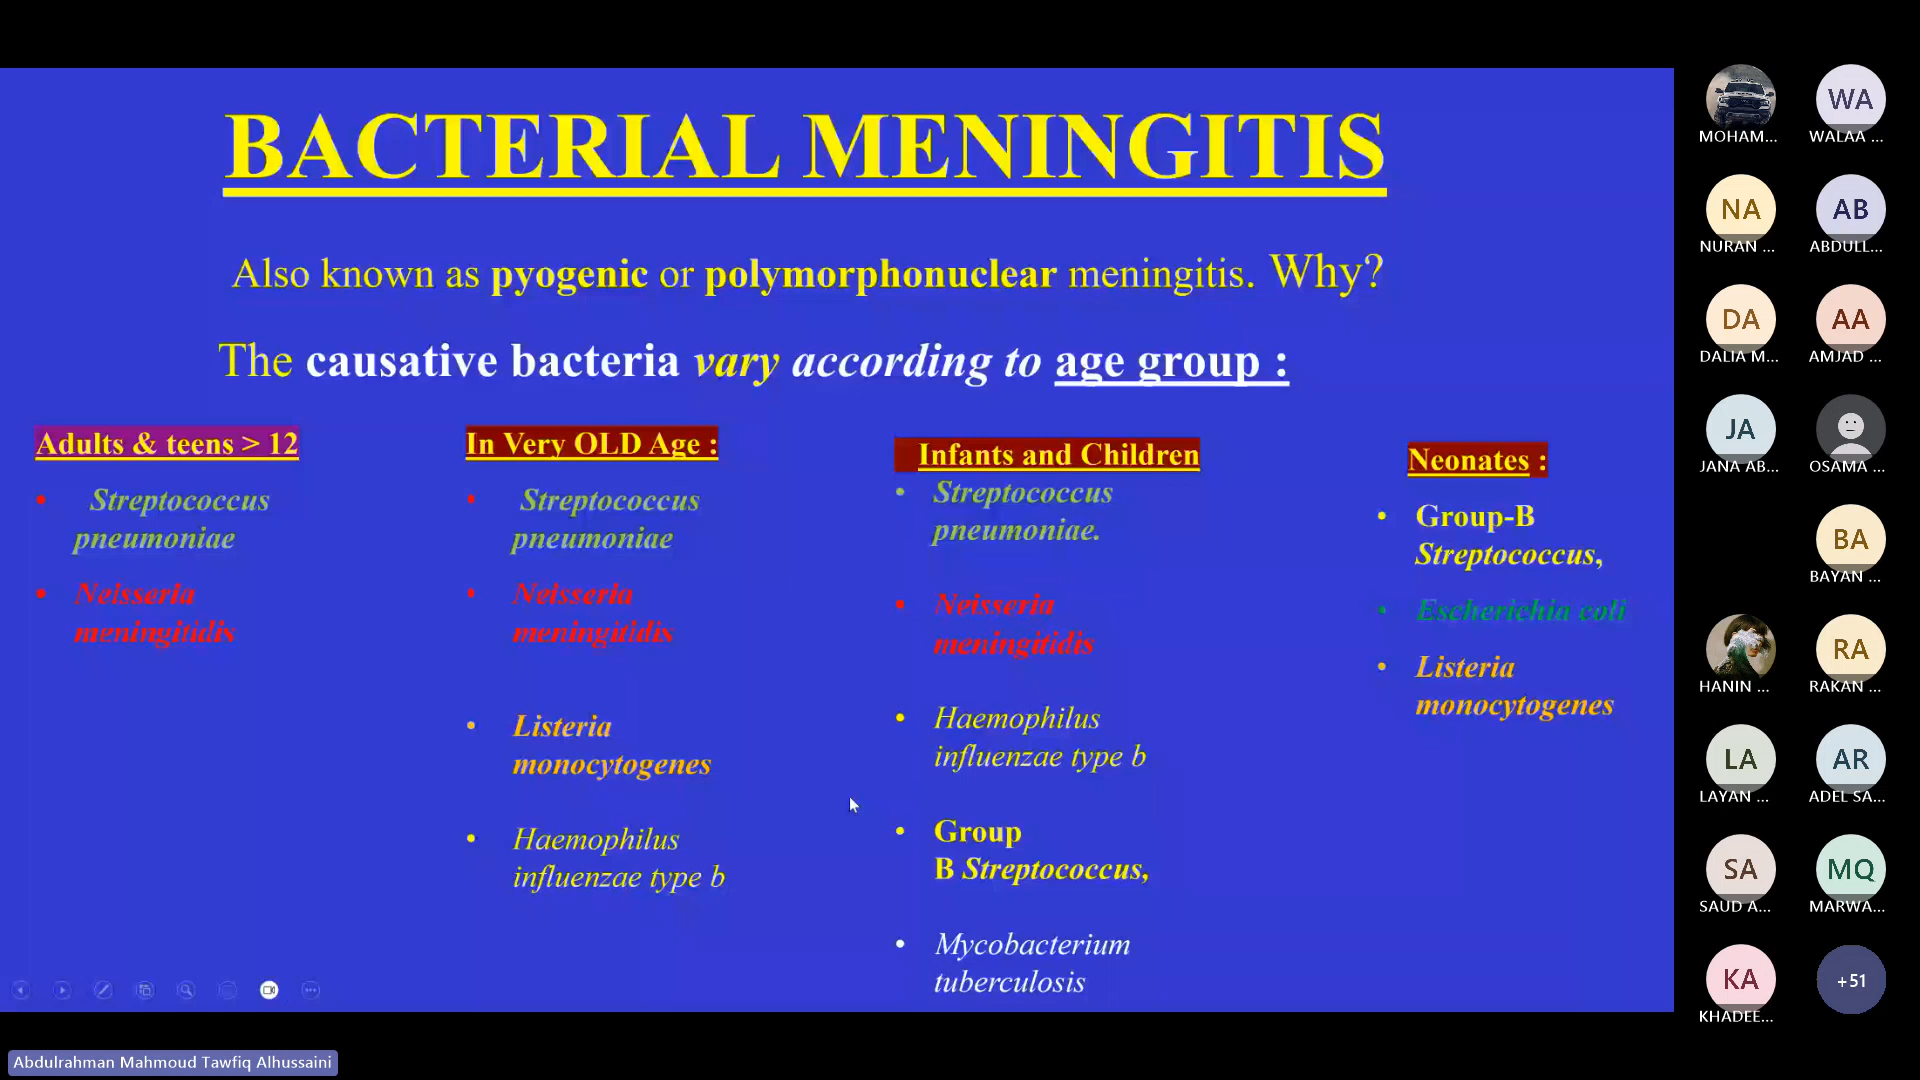 BACTERIAL MENINGITIS
Also known as pyogenic or polymorphonuclear meningitis. Why?
The causative bacteria vary according to age group :
Adults & teens > 12
• Streptococcus
pneumoniae
• Neisseria
meningitidis
In Very OLD Age :
• Streptococcus
pneumoniae
• Neisseria
meningitidis
• Listeria
monocytogenes
• Haemophilus
influenzae type b
Infants and Children
• Streptococcus
pneumoniae.
• Neisseria
meningitidis
• Haemophilus
influenzae type b
• Group
B Streptococcus,
• Mycobacterium
tuberculosis
Neonates :
• Group-B
Streptococcus,
• Escherichia coli
• Listeria
monocytogenes
MOHAM...
WA
WALAA ...
NA
NURAN ...
AB
ABDULL...
DA
DALIA M...
AA
AMJAD ...
JA
JANA AB...
OSAMA ...
BA
BAYAN ...
HANIN ...
RA
RAKAN ...
LA
LAYAN ...
AR
ADEL SA...
SA
SAUD A...
MQ
MARWA...
KA
KHADEE...
+51
Abdulrahman Mahmoud Tawfiq Alhussaini